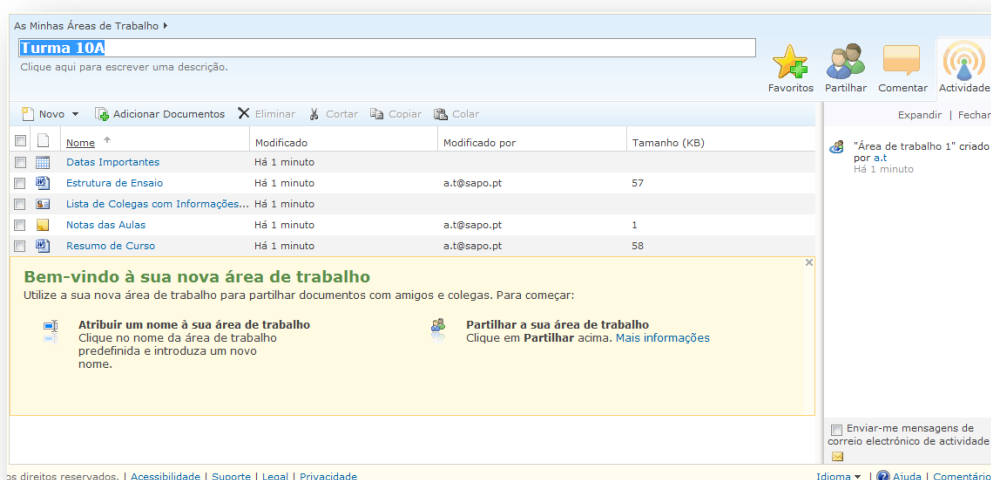 As Minhas Áreas de Trabalho
Turma 10A
Clique aqui para escrever uma descrição.
Favoritos Partilhar Comentar Actividade
Novo Adicionar Documentos Eliminar Cortar Copiar Colar
Expandir | Fechar
Nome Modificado Modificado por Tamanho (KB)
Datas Importantes Há 1 minuto
Estrutura de Ensaio Há 1 minuto a.t@sapo.pt 57
Lista de Colegas com Informações... Há 1 minuto
Notas das Aulas Há 1 minuto a.t@sapo.pt 1
Resumo de Curso Há 1 minuto a.t@sapo.pt 58
"Área de trabalho 1" criado
por a.t
Há 1 minuto
Bem-vindo à sua nova área de trabalho
Utilize a sua nova área de trabalho para partilhar documentos com amigos e colegas. Para começar:
Atribuir um nome à sua área de trabalho
Clique no nome da área de trabalho
predefinida e introduza um novo
nome.
Partilhar a sua área de trabalho
Clique em Partilhar acima. Mais informações
Enviar-me mensagens de
correio electrónico de actividade
os direitos reservados. | Acessibilidade | Suporte | Legal | Privacidade
Idioma | Ajuda | Comentário